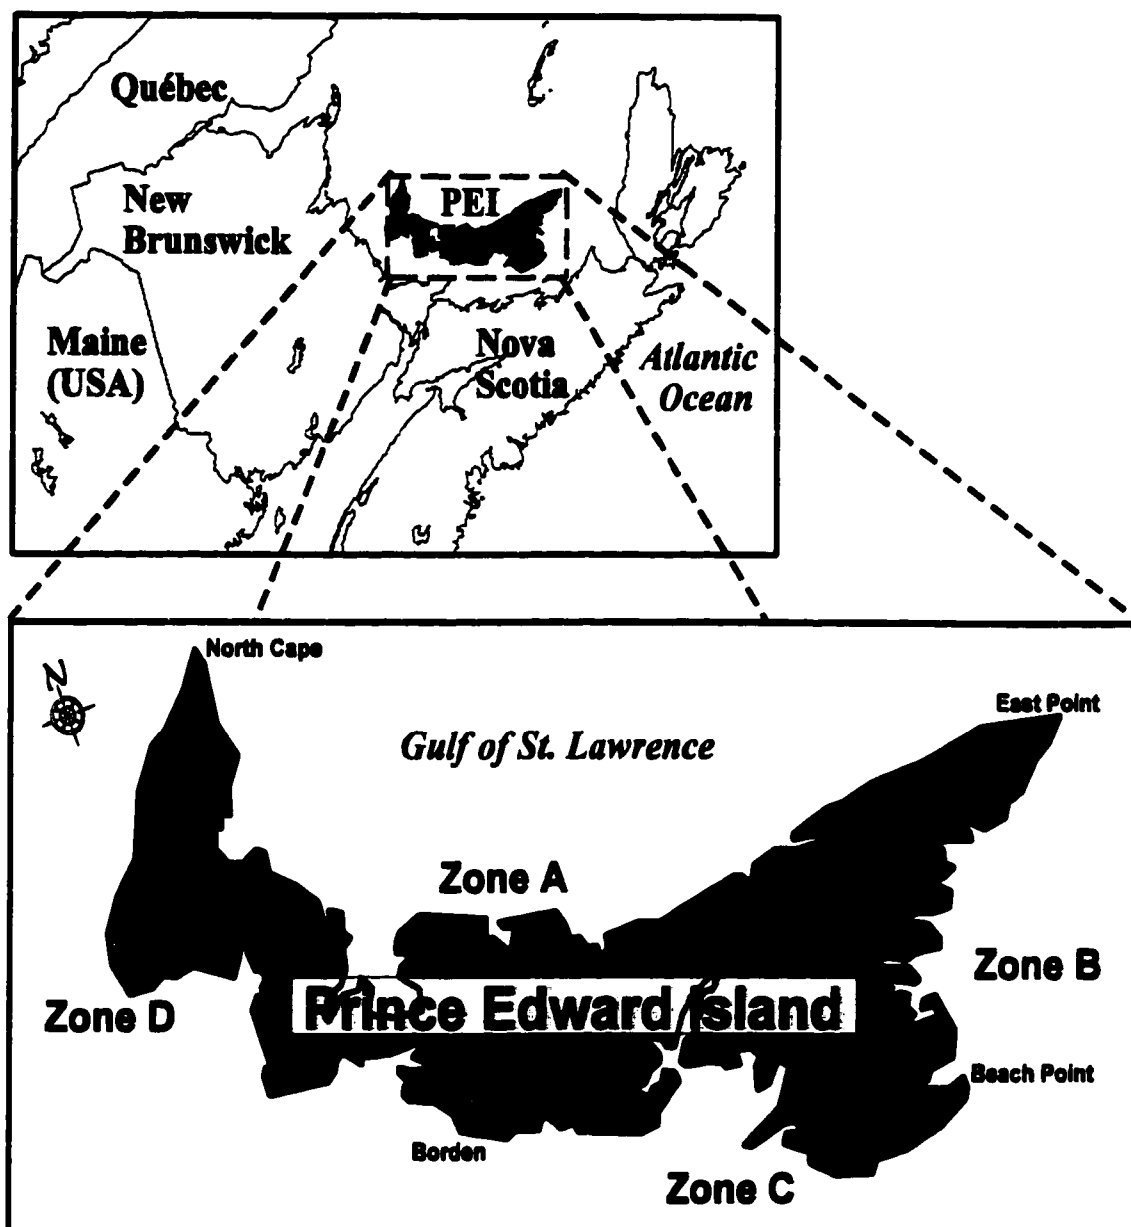 Québec
New
Brunswick
PEI
Maine
(USA)
Nova
Scotia
Atlantic
Ocean
North Cape
N
East Point
Gulf of St. Lawrence
Zone A
Zone B
Zone D
Prince Edward Island
Beach Point
Borden
Zone C